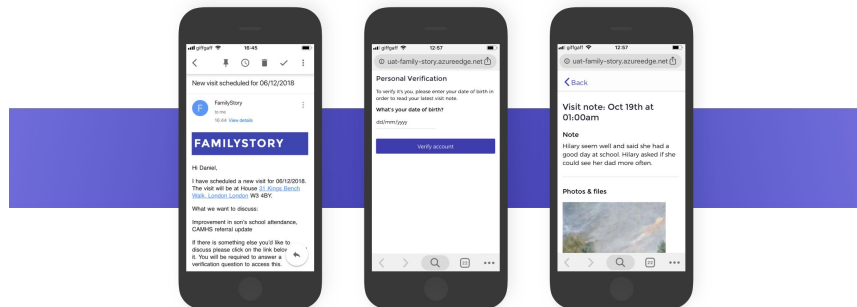 giffgaff 16:45
New visit scheduled for 06/12/2018
F
FamilyStory
to me
16:44 View details
FAMILYSTORY
Hi Daniel,
I have scheduled a new visit for 06/12/2018.
The visit will be at House 31 Kings Bench
Walk, London London W3 4BY.
What we want to discuss:
Improvement in son's school attendance,
CAMHS referral update
If there is something else you'd like to
discuss please click on the link below
it. You will be required to answer a
verification question to access this.
giffgaff 12:57
uat-family-story.azureedge.net
Personal Verification
To verify it's you, please enter your date of birth in
order to read your latest visit note.
What's your date of birth?
dd/mm/yyyy
Verify account
giffgaff 12:57
uat-family-story.azureedge.net
Back
Visit note: Oct 19th at
01:00am
Note
Hilary seem well and said she had a
good day at school. Hilary asked if she
could see her dad more often.
Photos & files